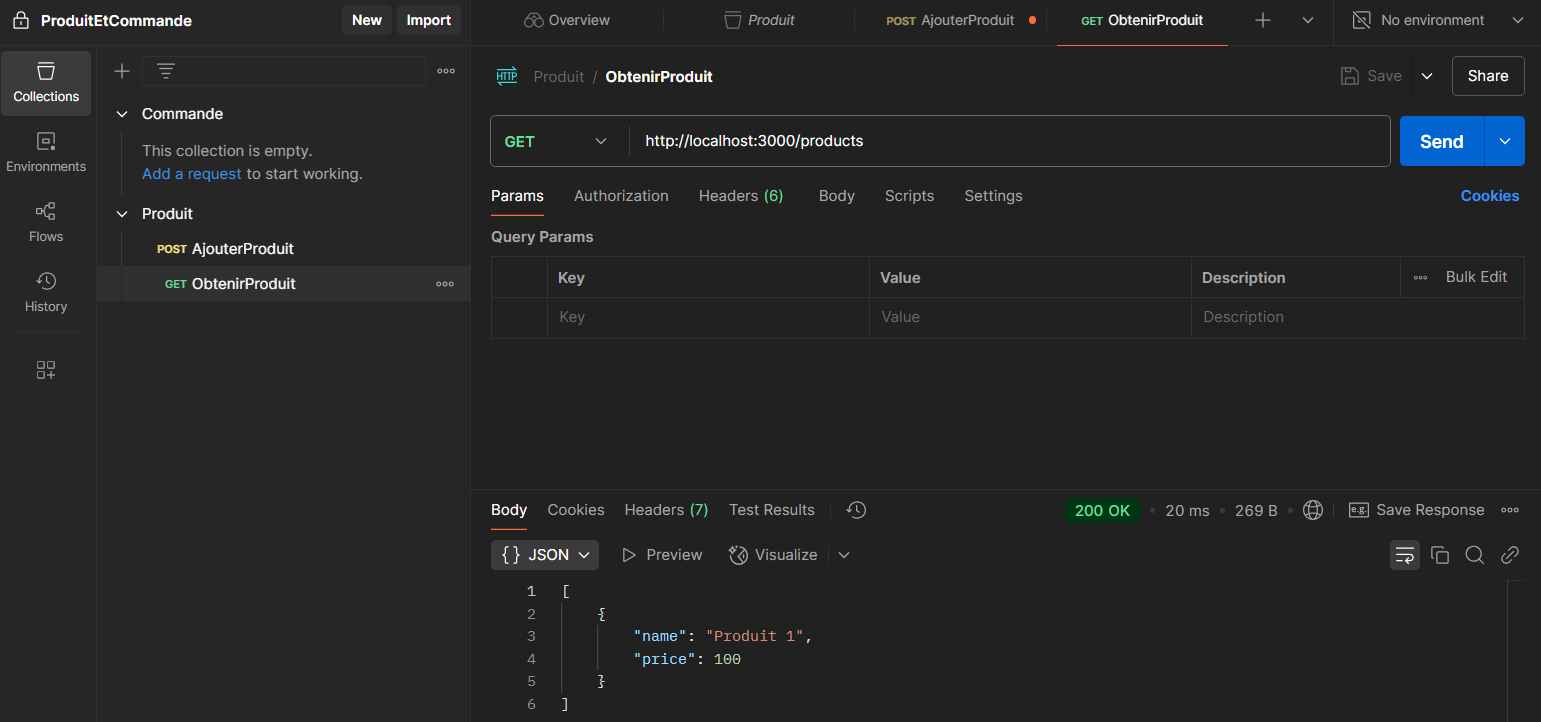 ProduitEtCommande New Import Overview Produit POST AjouterProduit GET ObtenirProduit No environment
Collections
Environments
Flows
History
Commande
This collection is empty.
Add a request to start working.
Produit
POST AjouterProduit
GET ObtenirProduit
HTTP Produit / ObtenirProduit Save Share
GET http://localhost:3000/products Send
Params Authorization Headers (6) Body Scripts Settings Cookies
Query Params
Key Value Description Bulk Edit
Key Value Description
Body Cookies Headers (7) Test Results 200 OK 20 ms 269 B e.g. Save Response
{} JSON Preview Visualize
1 [
2 {
3 "name": "Produit 1",
4 "price": 100
5 }
6 ]